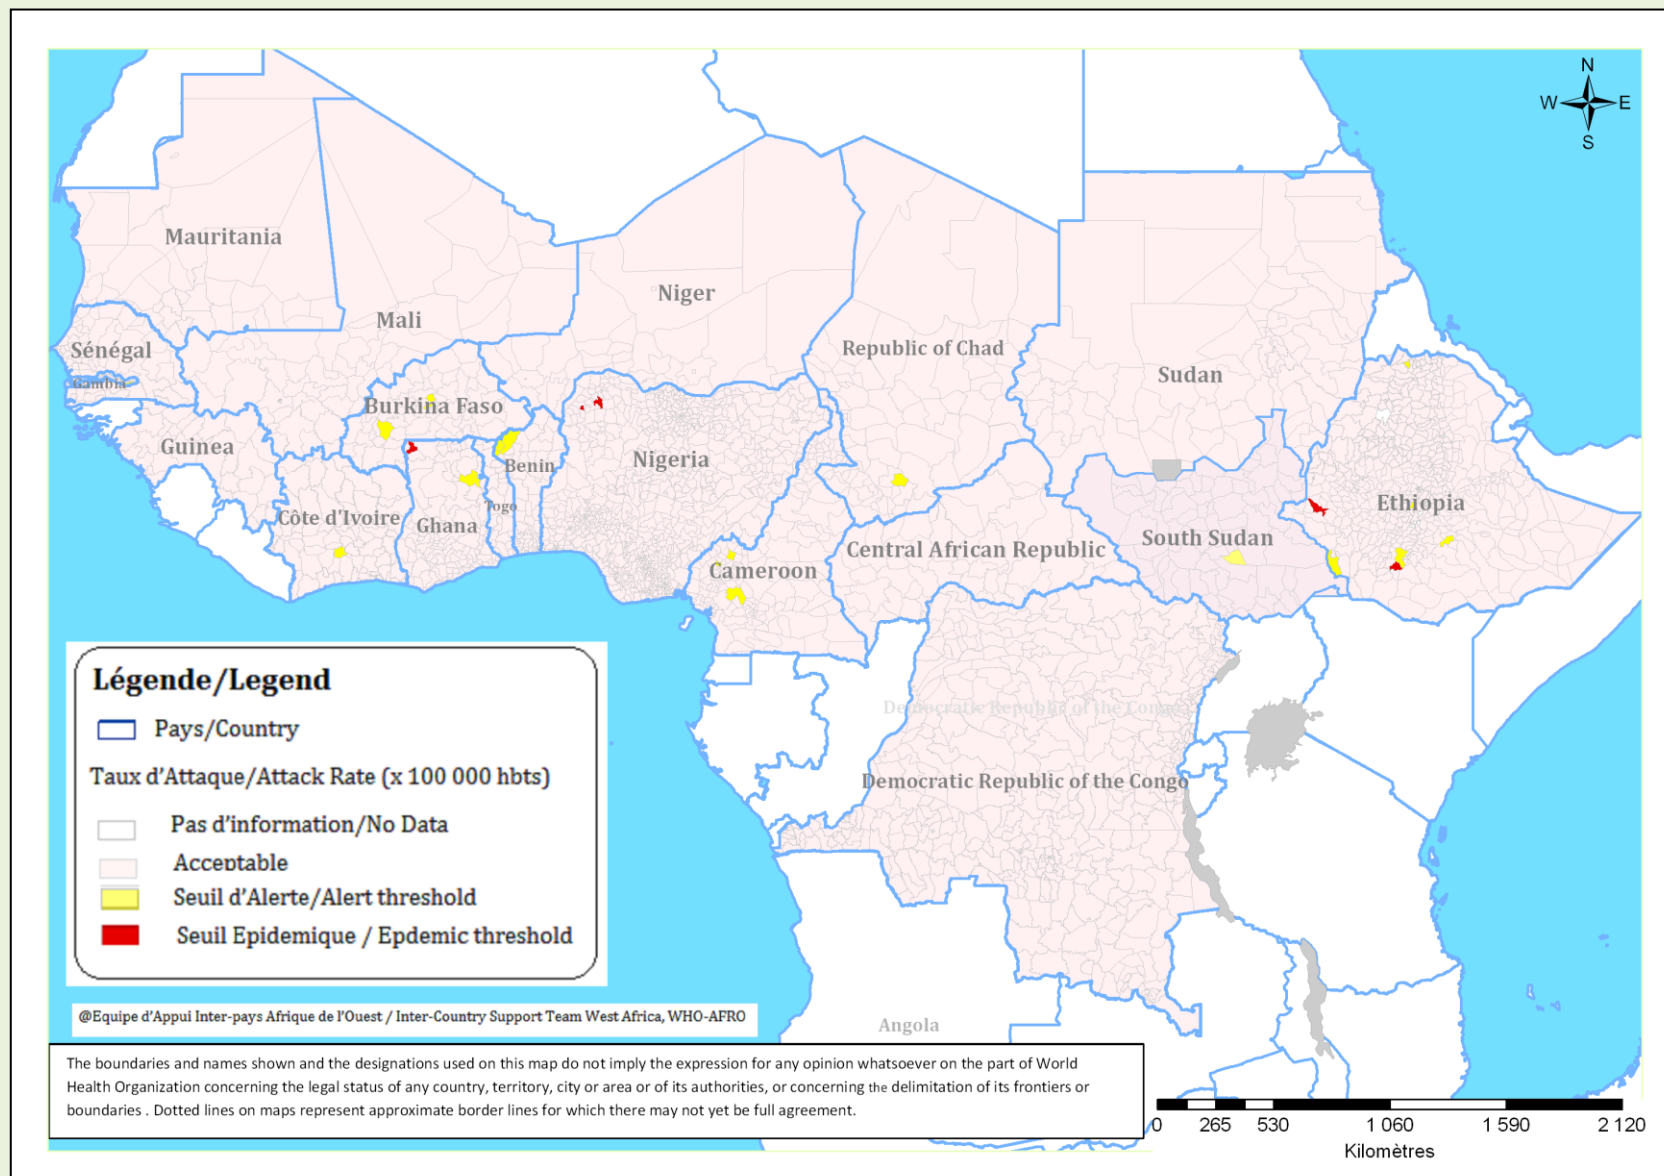 N
W E
S
Mauritania
Mali
Niger
Republic of Chad
Sudan
Sénégal
Gambia
Burkina Faso
Guinea
Nigeria
Benin
Togo
Côte d'Ivoire
Ghana
Ethiopia
South Sudan
Central African Republic
Cameroon
Democratic Republic of the Congo
Democratic Republic of the Congo
Angola
Légende/Legend
Pays/Country
Taux d'Attaque/Attack Rate (x 100 000 hbts)
Pas d'information/No Data
Acceptable
Seuil d'Alerte/Alert threshold
Seuil Epidemique / Epdemic threshold
@Equipe d'Appui Inter-pays Afrique de l'Ouest / Inter-Country Support Team West Africa, WHO-AFRO
The boundaries and names shown and the designations used on this map do not imply the expression for any opinion whatsoever on the part of World
Health Organization concerning the legal status of any country, territory, city or area or of its authorities, or concerning the delimitation of its frontiers or
boundaries . Dotted lines on maps represent approximate border lines for which there may not yet be full agreement.
0 265 530 1 060 1 590 2 120
Kilomètres